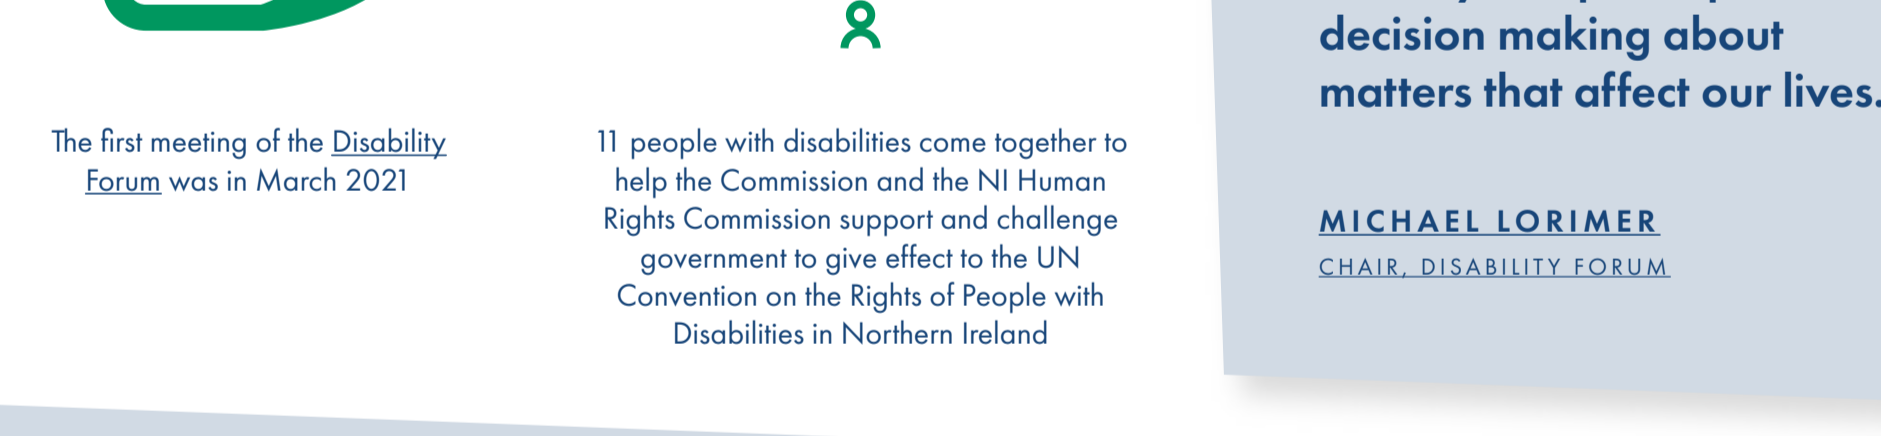 The first meeting of the Disability
Forum was in March 2021
11 people with disabilities come together to
help the Commission and the NI Human
Rights Commission support and challenge
government to give effect to the UN
Convention on the Rights of People with
Disabilities in Northern Ireland
decision making about
matters that affect our lives.
MICHAEL LORIMER
CHAIR, DISABILITY FORUM